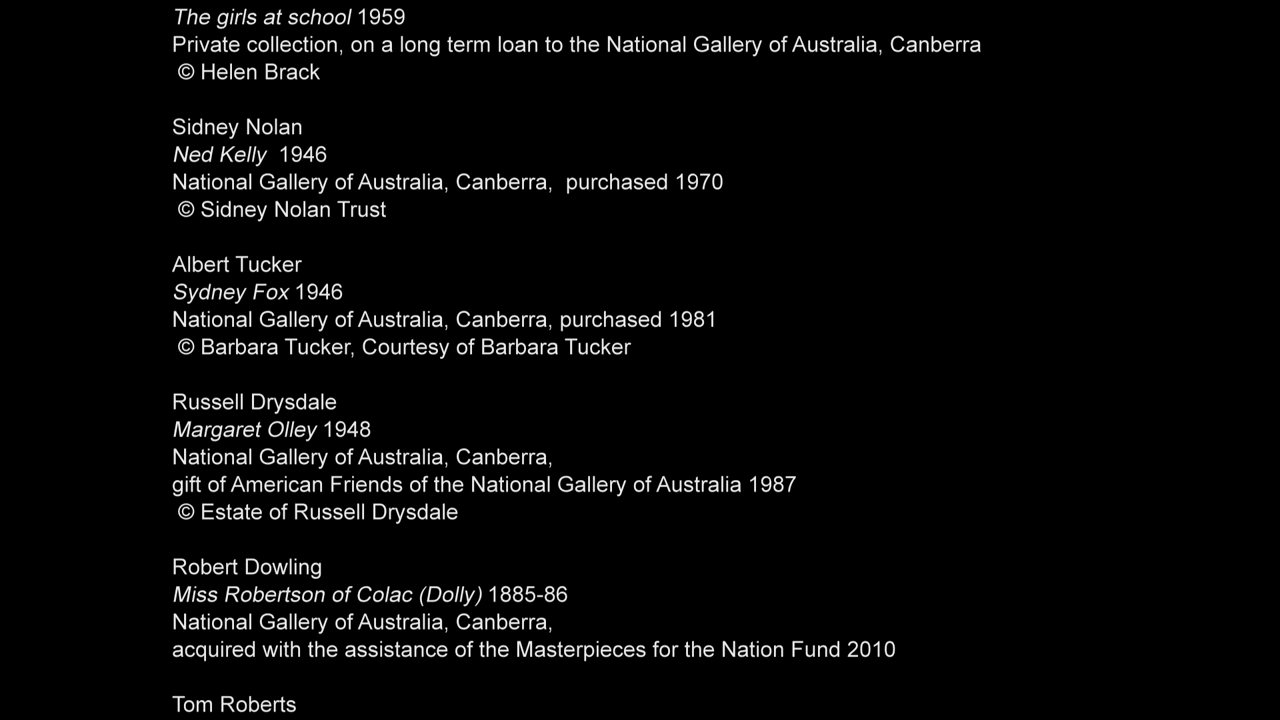 The girls at school 1959
Private collection, on a long term loan to the National Gallery of Australia, Canberra
© Helen Brack
Sidney Nolan
Ned Kelly  1946
National Gallery of Australia, Canberra,  purchased 1970
© Sidney Nolan Trust
Albert Tucker
Sydney Fox 1946
National Gallery of Australia, Canberra, purchased 1981
© Barbara Tucker, Courtesy of Barbara Tucker
Russell Drysdale
Margaret Olley 1948
National Gallery of Australia, Canberra,
gift of American Friends of the National Gallery of Australia 1987
© Estate of Russell Drysdale
Robert Dowling
Miss Robertson of Colac (Dolly) 1885-86
National Gallery of Australia, Canberra,
acquired with the assistance of the Masterpieces for the Nation Fund 2010
Tom Roberts